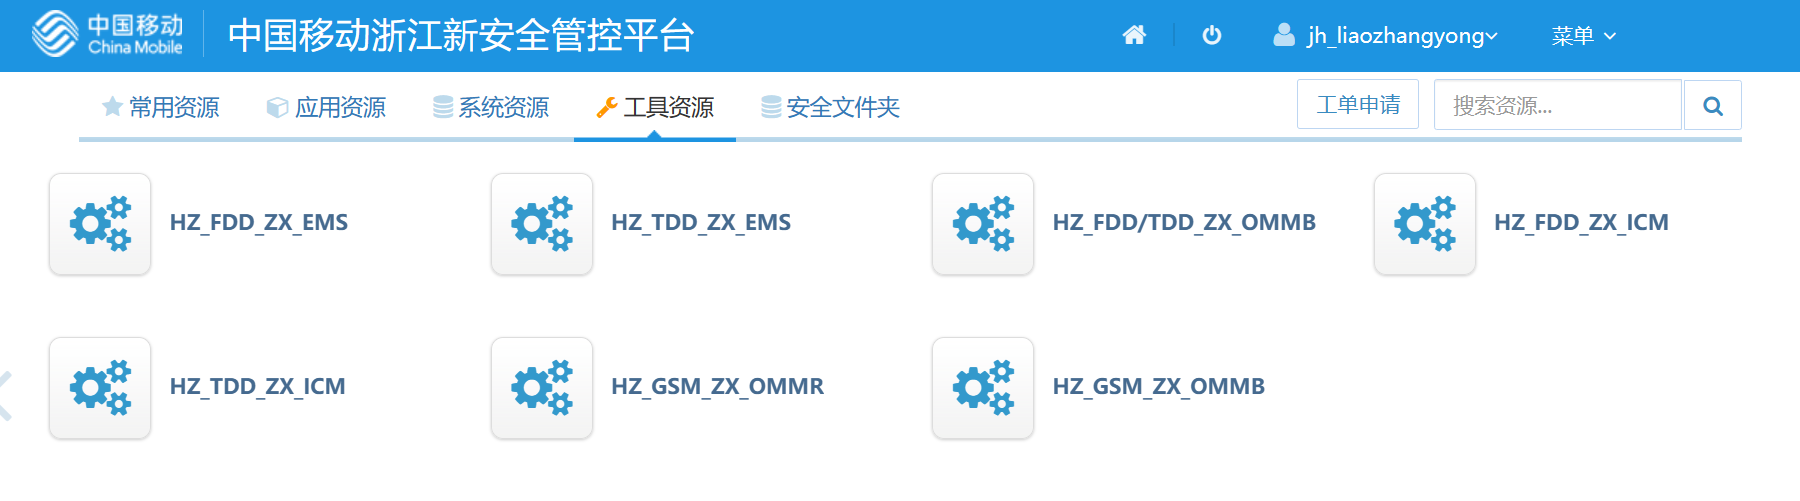 中国移动
China Mobile
中国移动浙江新安全管控平台
jh_liaozhangyong
菜单
常用资源
应用资源
系统资源
工具资源
安全文件夹
工单申请
搜索资源...
HZ_FDD_ZX_EMS
HZ_TDD_ZX_EMS
HZ_FDD/TDD_ZX_OMMB
HZ_FDD_ZX_ICM
HZ_TDD_ZX_ICM
HZ_GSM_ZX_OMMR
HZ_GSM_ZX_OMMB